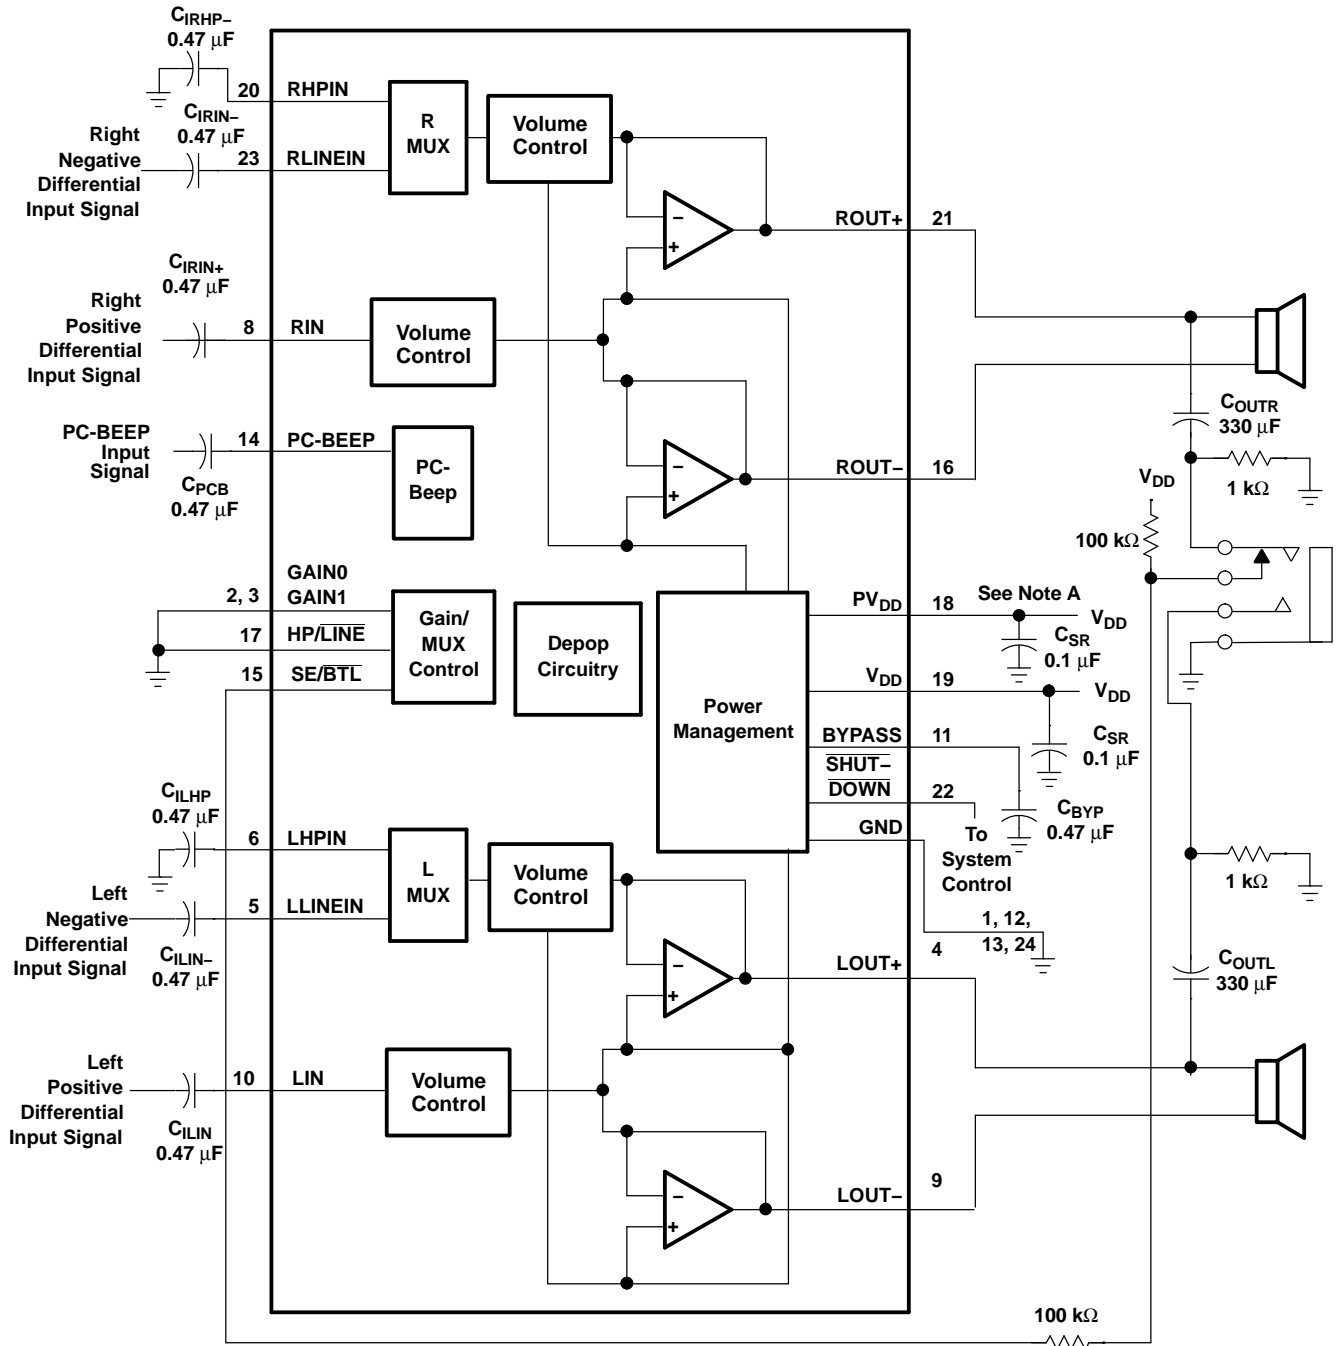 CIRHP–
0.47 µF
20
RHPIN
CIRIN–
0.47 µF
Right
Negative
Differential
Input Signal
23
RLINEIN
R
MUX
Volume
Control
–
+
ROUT+
21
CIRIN+
0.47 µF
Right
Positive
Differential
Input Signal
8
RIN
Volume
Control
PC-BEEP
Input
Signal
14
PC-BEEP
CPCB
0.47 µF
PC-
Beep
–
+
ROUT–
16
COUTR
330 µF
1 kΩ
VDD
100 kΩ
GAIN0
2, 3
GAIN1
17
HP/LINE
15
SE/BTL
Gain/
MUX
Control
Depop
Circuitry
Power
Management
PVDD
18
See Note A
VDD
CSR
0.1 µF
VDD
19
VDD
CSR
0.1 µF
BYPASS
11
SHUT–
DOWN
22
CBYP
0.47 µF
GND
To
System
Control
1, 12,
13, 24
CILHP
0.47 µF
6
LHPIN
Left
Negative
Differential
Input Signal
5
LLINEIN
CILIN–
0.47 µF
L
MUX
Volume
Control
–
+
LOUT+
4
1 kΩ
COUTL
330 µF
Left
Positive
Differential
Input Signal
10
LIN
CILIN
0.47 µF
Volume
Control
–
+
LOUT–
9
100 kΩ